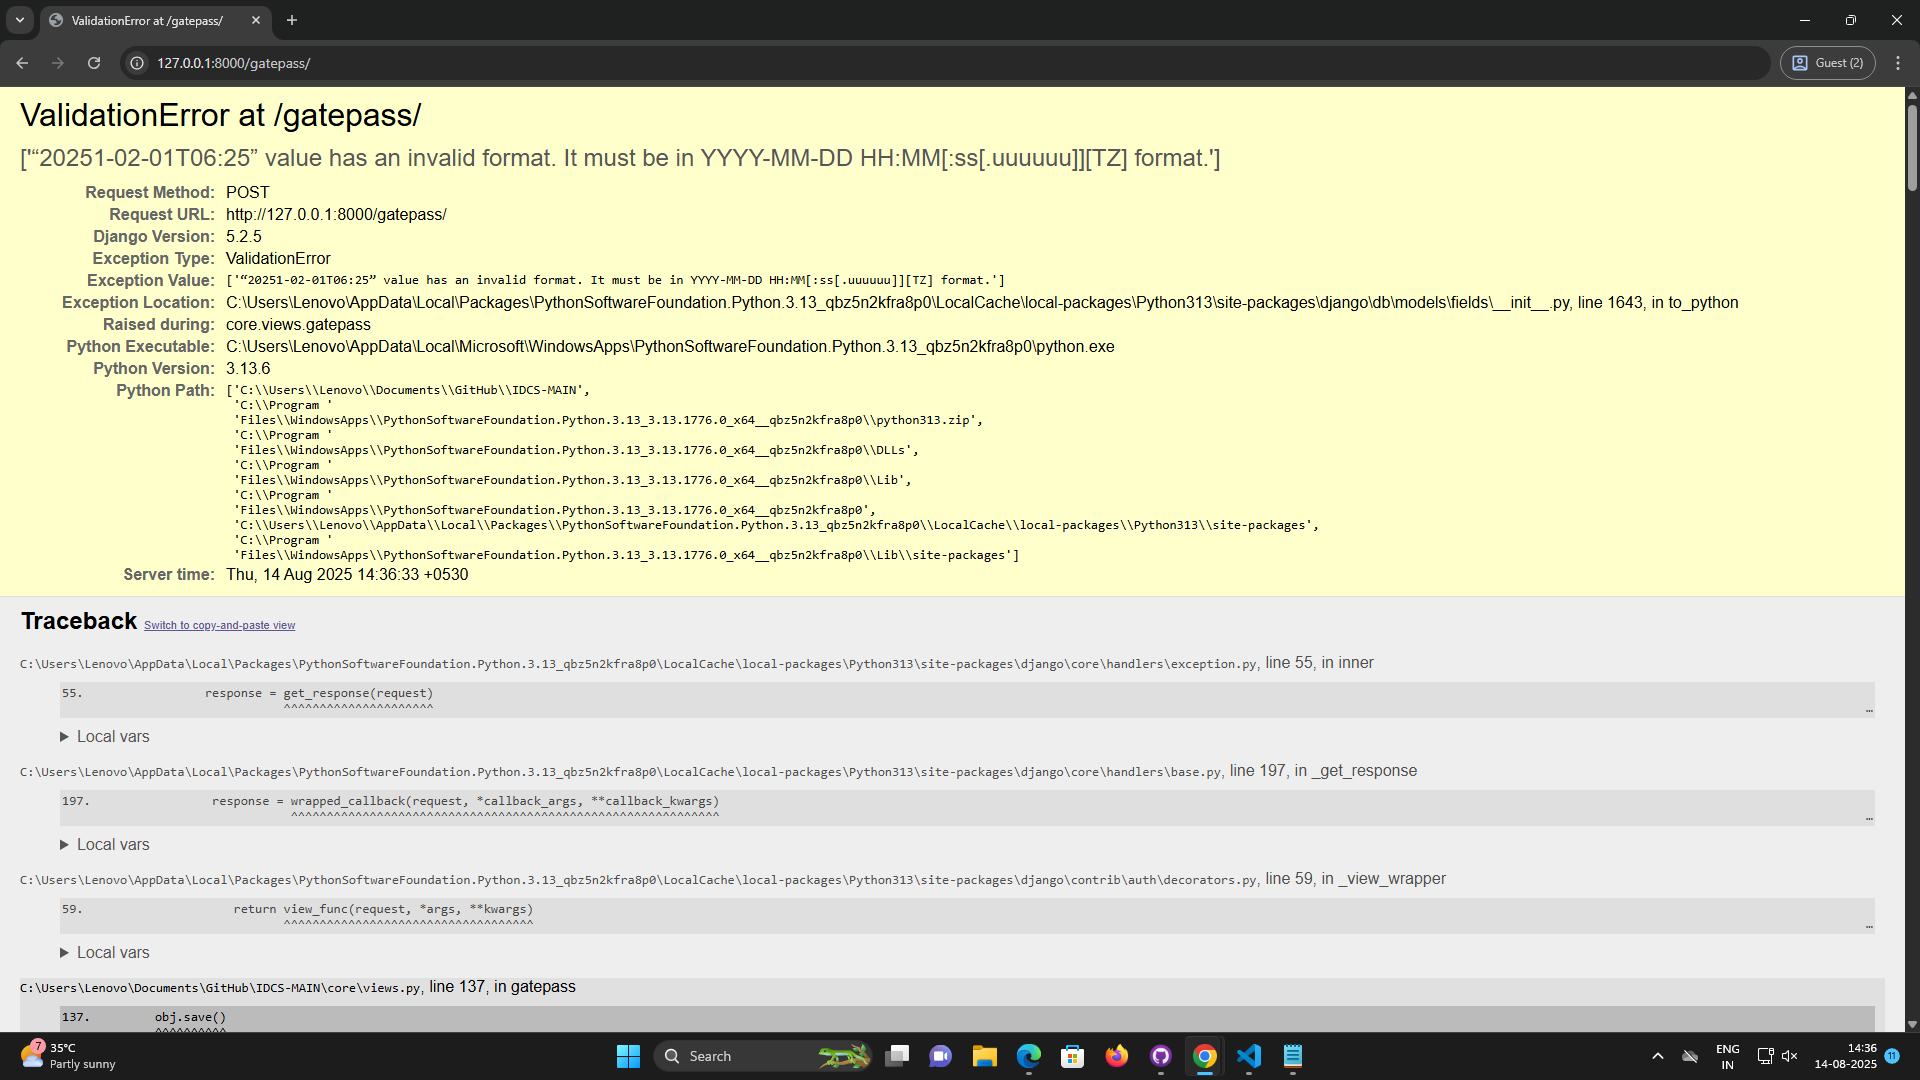 ValidationError at /gatepass/
127.0.0.1:8000/gatepass/
Guest (2)
ValidationError at /gatepass/
['“20251-02-01T06:25” value has an invalid format. It must be in YYYY-MM-DD HH:MM[:ss[.uuuuuu]][TZ] format.']
Request Method: POST
Request URL: http://127.0.0.1:8000/gatepass/
Django Version: 5.2.5
Exception Type: ValidationError
Exception Value: ['“20251-02-01T06:25” value has an invalid format. It must be in YYYY-MM-DD HH:MM[:ss[.uuuuuu]][TZ] format.']
Exception Location: C:\Users\Lenovo\AppData\Local\Packages\PythonSoftwareFoundation.Python.3.13_qbz5n2kfra8p0\LocalCache\local-packages\Python313\site-packages\django\db\models\fields\__init__.py, line 1643, in to_python
Raised during: core.views.gatepass
Python Executable: C:\Users\Lenovo\AppData\Local\Microsoft\WindowsApps\PythonSoftwareFoundation.Python.3.13_qbz5n2kfra8p0\python.exe
Python Version: 3.13.6
Python Path: ['C:\\Users\\Lenovo\\Documents\\GitHub\\IDCS-MAIN',
'C:\\Program '
'Files\\WindowsApps\\PythonSoftwareFoundation.Python.3.13_3.13.1776.0_x64__qbz5n2kfra8p0\\python313.zip',
'C:\\Program '
'Files\\WindowsApps\\PythonSoftwareFoundation.Python.3.13_3.13.1776.0_x64__qbz5n2kfra8p0\\DLLs',
'C:\\Program '
'Files\\WindowsApps\\PythonSoftwareFoundation.Python.3.13_3.13.1776.0_x64__qbz5n2kfra8p0\\Lib',
'C:\\Program '
'Files\\WindowsApps\\PythonSoftwareFoundation.Python.3.13_3.13.1776.0_x64__qbz5n2kfra8p0',
'C:\\Users\\Lenovo\\AppData\\Local\\Packages\\PythonSoftwareFoundation.Python.3.13_qbz5n2kfra8p0\\LocalCache\\local-packages\\Python313\\site-packages',
'C:\\Program '
'Files\\WindowsApps\\PythonSoftwareFoundation.Python.3.13_3.13.1776.0_x64__qbz5n2kfra8p0\\Lib\\site-packages']
Server time: Thu, 14 Aug 2025 14:36:33 +0530
Traceback Switch to copy-and-paste view
C:\Users\Lenovo\AppData\Local\Packages\PythonSoftwareFoundation.Python.3.13_qbz5n2kfra8p0\LocalCache\local-packages\Python313\site-packages\django\core\handlers\exception.py, line 55, in inner
55. response = get_response(request)
^^^^^^^^^^^^^^^^^^^^^ …
Local vars
C:\Users\Lenovo\AppData\Local\Packages\PythonSoftwareFoundation.Python.3.13_qbz5n2kfra8p0\LocalCache\local-packages\Python313\site-packages\django\core\handlers\base.py, line 197, in _get_response
197. response = wrapped_callback(request, *callback_args, **callback_kwargs)
^^^^^^^^^^^^^^^^^^^^^^^^^^^^^^^^^^^^^^^^^^^^^^^^^^^^^^^^^^^^ …
Local vars
C:\Users\Lenovo\AppData\Local\Packages\PythonSoftwareFoundation.Python.3.13_qbz5n2kfra8p0\LocalCache\local-packages\Python313\site-packages\django\contrib\auth\decorators.py, line 59, in _view_wrapper
59. return view_func(request, *args, **kwargs)
^^^^^^^^^^^^^^^^^^^^^^^^^^^^^^^^^^^ …
Local vars
C:\Users\Lenovo\Documents\GitHub\IDCS-MAIN\core\views.py, line 137, in gatepass
137. obj.save()
^^^^^^^^^^
7
35°C
Partly sunny
Search
ENG
IN
14:36
14-08-2025
11